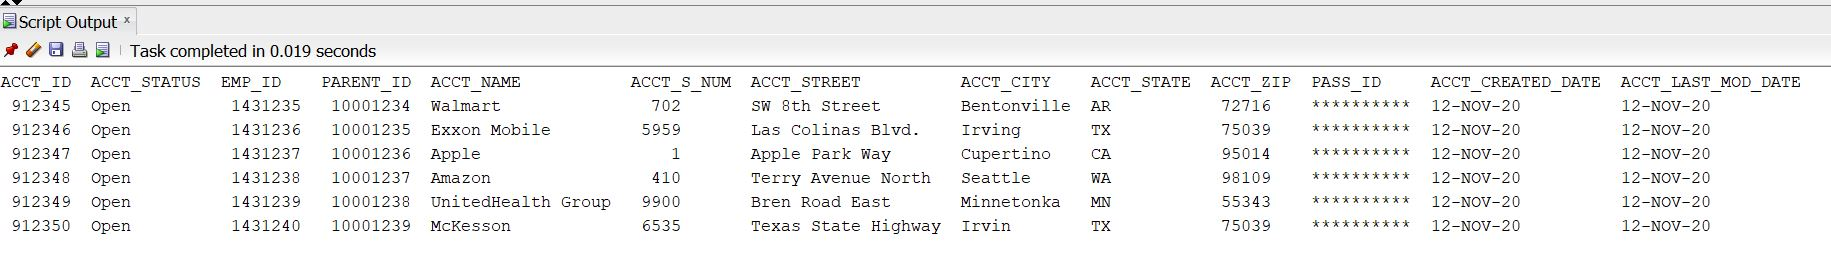 Script Output x
Task completed in 0.019 seconds
ACCT_ID ACCT_STATUS EMP_ID PARENT_ID ACCT_NAME ACCT_S_NUM ACCT_STREET ACCT_CITY ACCT_STATE ACCT_ZIP PASS_ID ACCT_CREATED_DATE ACCT_LAST_MOD_DATE
912345 Open 1431235 10001234 Walmart 702 SW 8th Street Bentonville AR 72716 ********** 12-NOV-20 12-NOV-20
912346 Open 1431236 10001235 Exxon Mobile 5959 Las Colinas Blvd. Irving TX 75039 ********** 12-NOV-20 12-NOV-20
912347 Open 1431237 10001236 Apple 1 Apple Park Way Cupertino CA 95014 ********** 12-NOV-20 12-NOV-20
912348 Open 1431238 10001237 Amazon 410 Terry Avenue North Seattle WA 98109 ********** 12-NOV-20 12-NOV-20
912349 Open 1431239 10001238 UnitedHealth Group 9900 Bren Road East Minnetonka MN 55343 ********** 12-NOV-20 12-NOV-20
912350 Open 1431240 10001239 McKesson 6535 Texas State Highway Irvin TX 75039 ********** 12-NOV-20 12-NOV-20